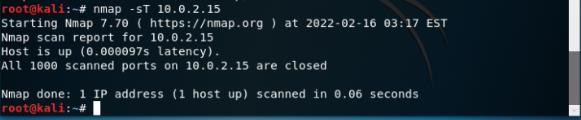 root@kali:~# nmap -sT 10.0.2.15
Starting Nmap 7.70 ( https://nmap.org ) at 2022-02-16 03:17 EST
Nmap scan report for 10.0.2.15
Host is up (0.000097s latency).
All 1000 scanned ports on 10.0.2.15 are closed
Nmap done: 1 IP address (1 host up) scanned in 0.06 seconds
root@kali:~#